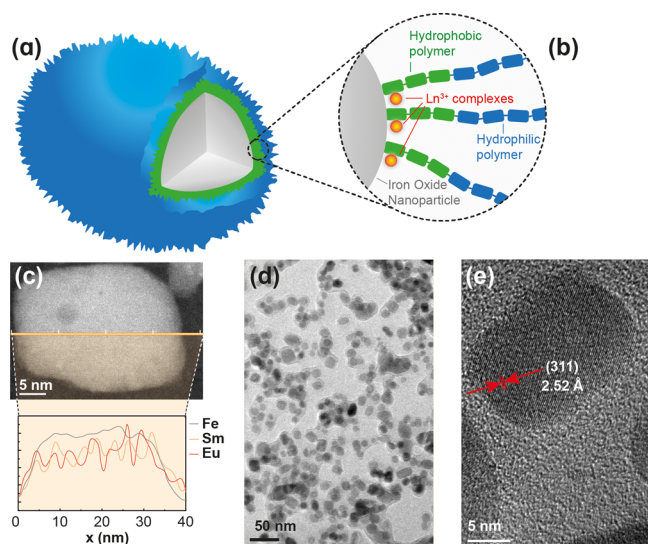 (a)
Hydrophobic
polymer
(b)
Ln³⁺ complexes
Hydrophilic
polymer
Iron Oxide
Nanoparticle
(c)
5 nm
Fe
Sm
Eu
0 10 20 30 40
x (nm)
(d)
50 nm
(e)
(311)
2.52 Å
5 nm